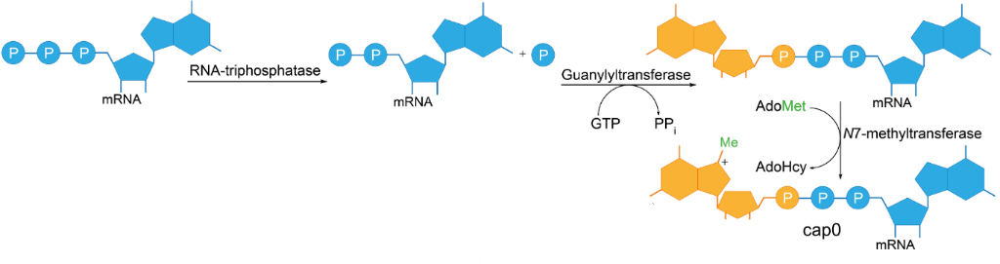 P P P
mRNA
RNA-triphosphatase
P P
mRNA
+ P
Guanylyltransferase
GTP PPi
P P P
mRNA
AdoMet
N7-methyltransferase
AdoHcy
Me
+
P P P
cap0
mRNA